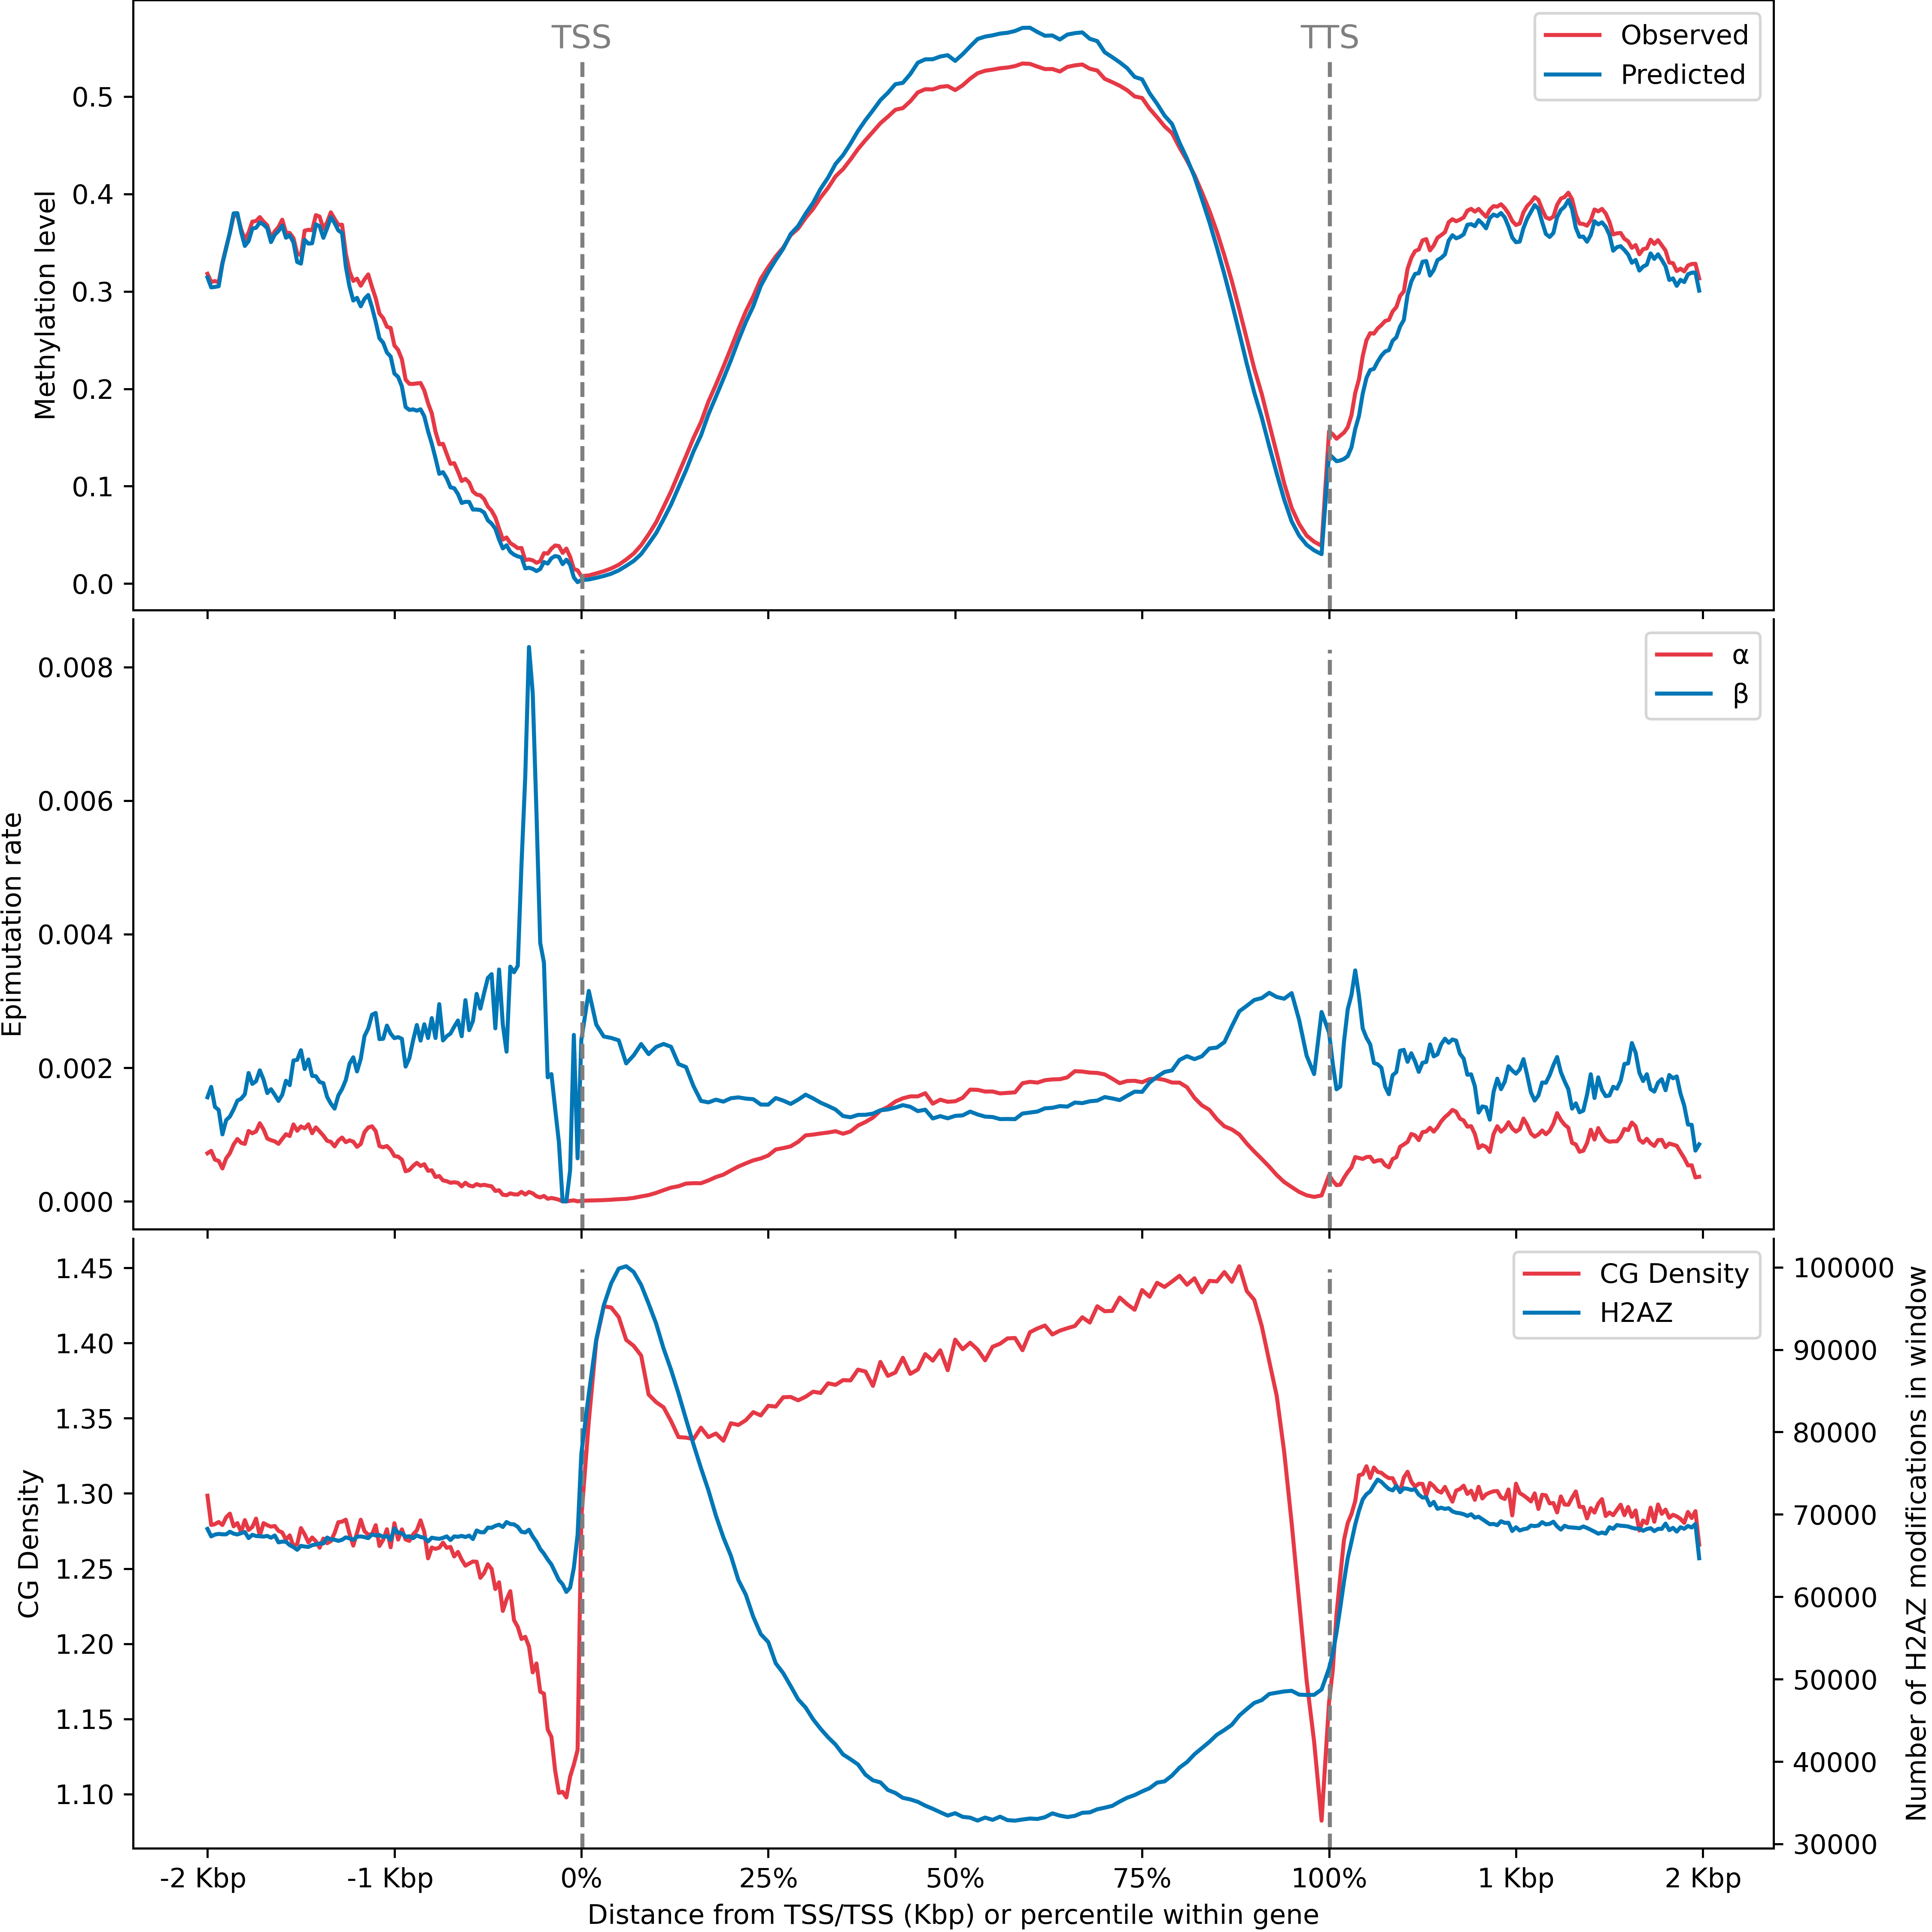 TSS
TTS
Observed
Predicted
0.5
0.4
0.3
0.2
0.1
0.0
Methylation level
α
β
0.008
0.006
0.004
0.002
0.000
Epimutation rate
CG Density
H2AZ
1.45
1.40
1.35
1.30
1.25
1.20
1.15
1.10
CG Density
100000
90000
80000
70000
60000
50000
40000
30000
Number of H2AZ modifications in window
-2 Kbp
-1 Kbp
0%
25%
50%
75%
100%
1 Kbp
2 Kbp
Distance from TSS/TSS (Kbp) or percentile within gene